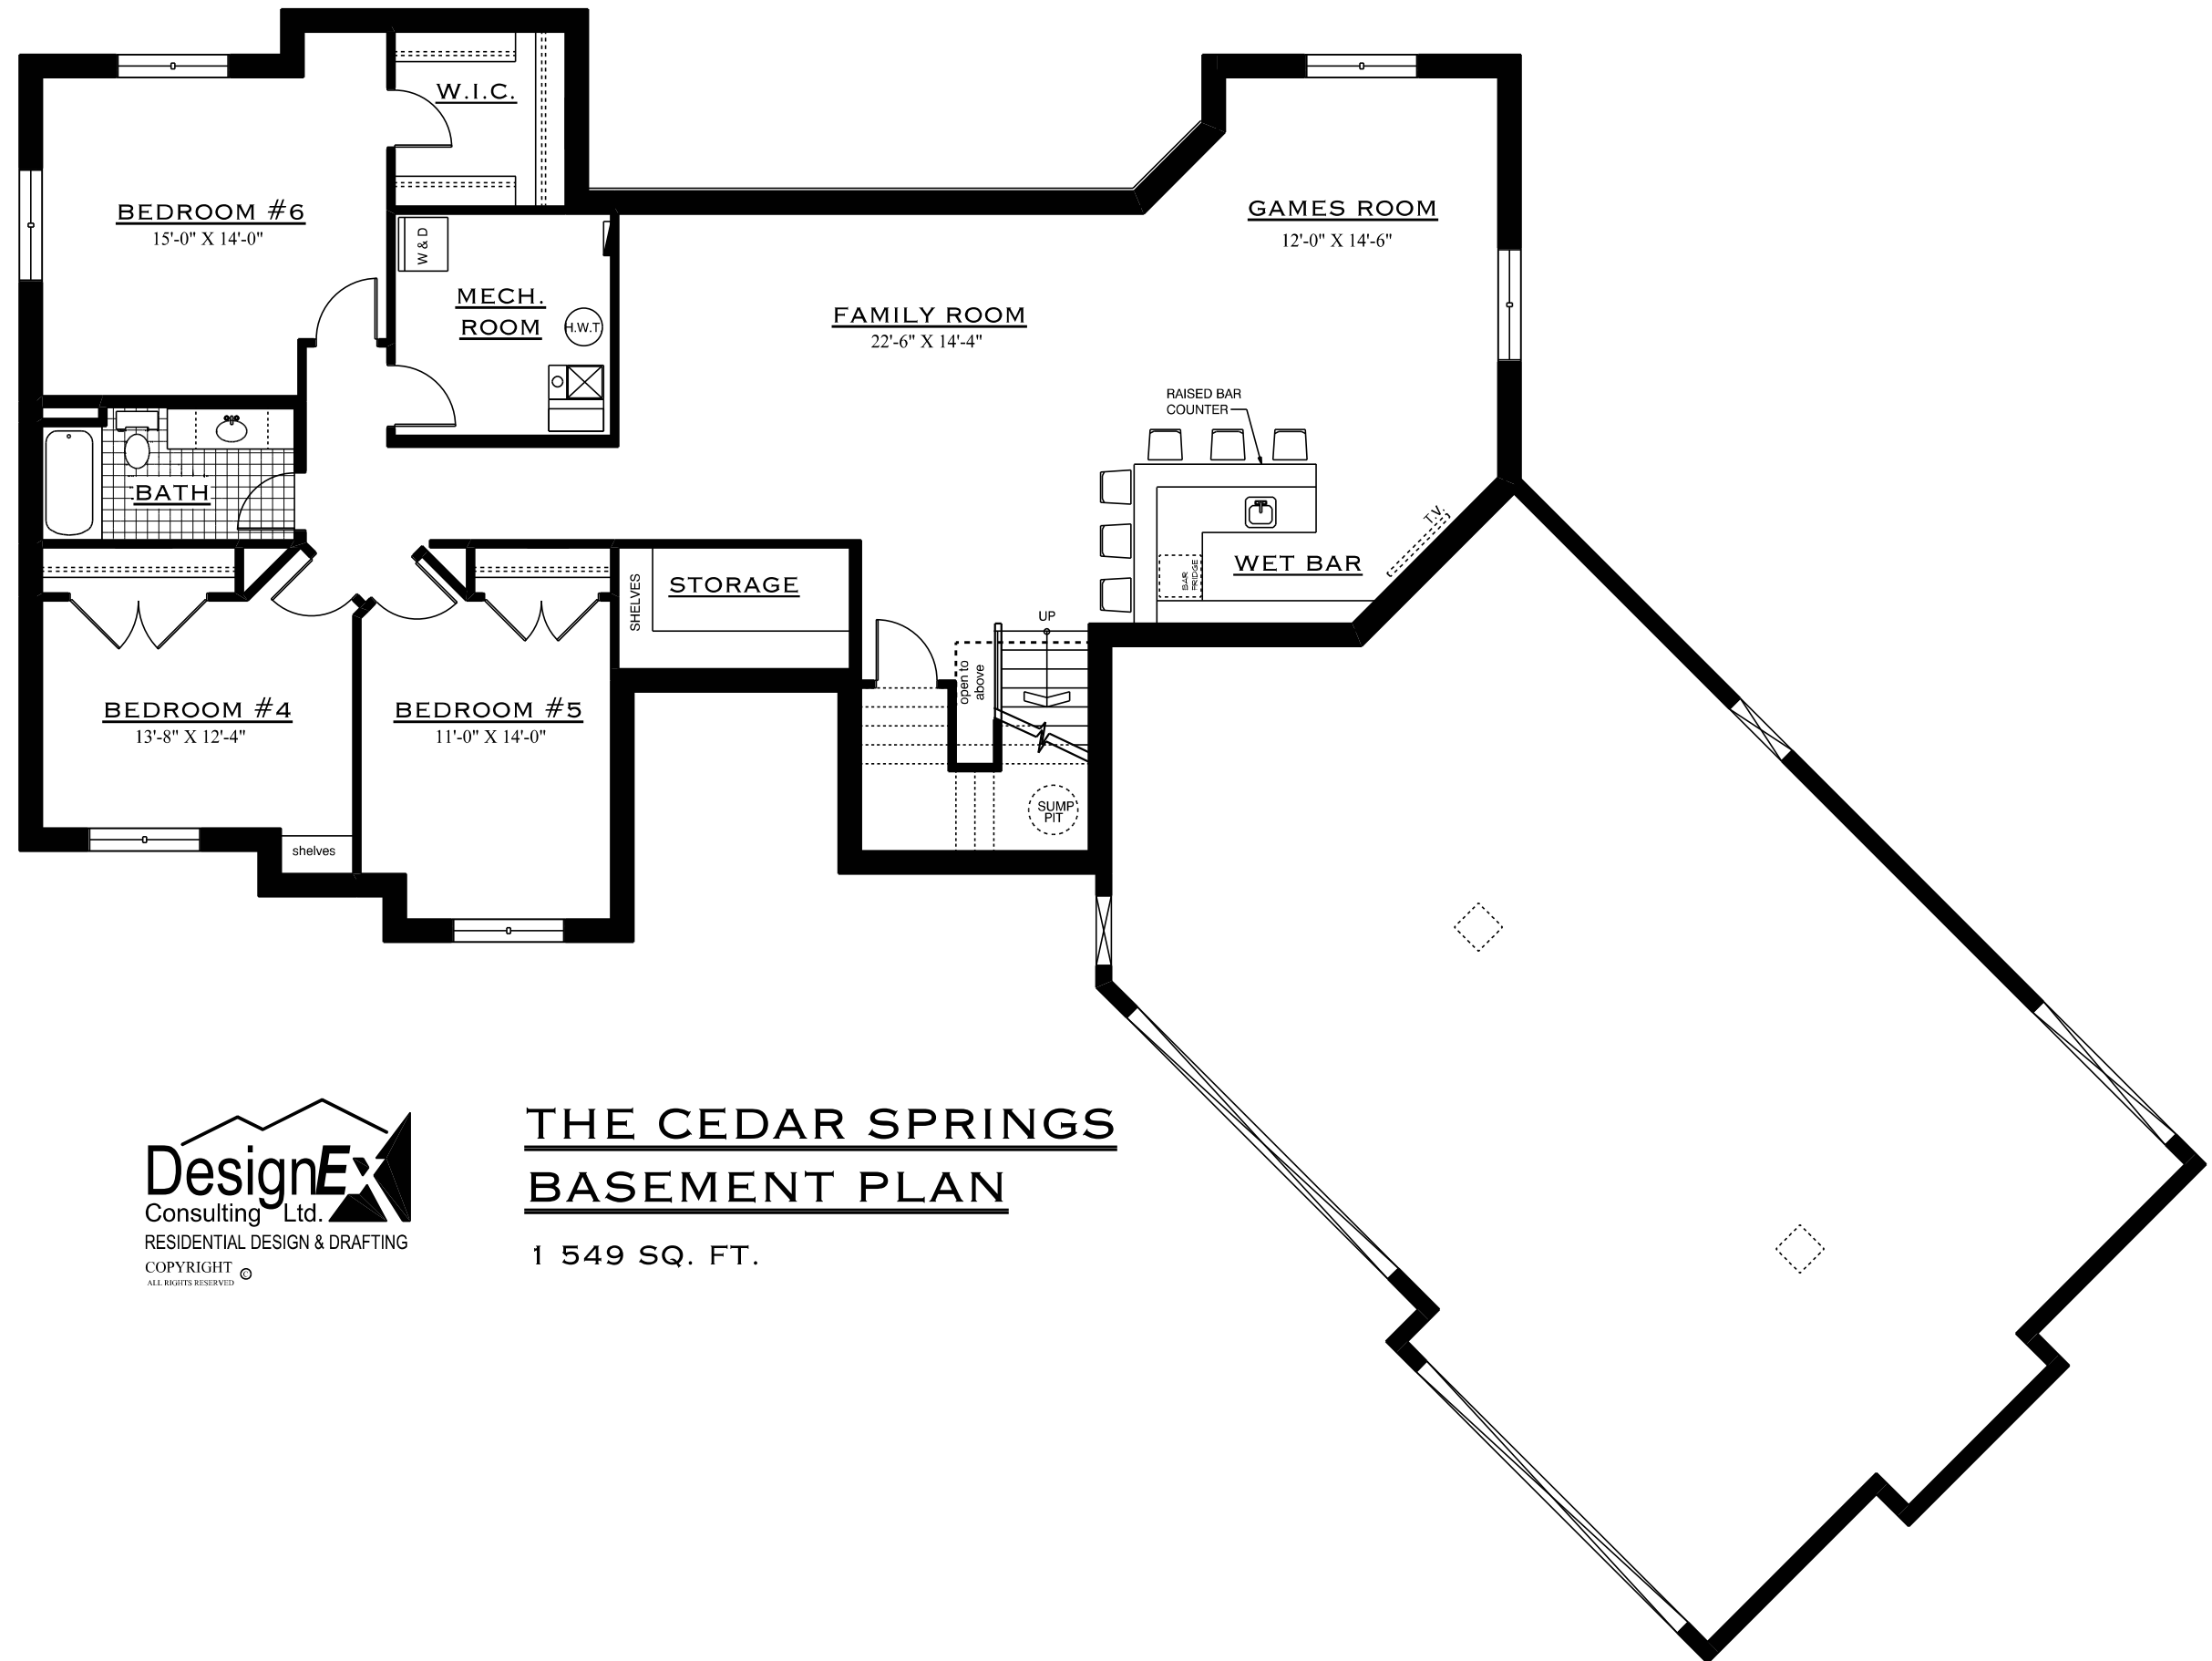 W.I.C.
BEDROOM #6
15'-0" X 14'-0"
GAMES ROOM
12'-0" X 14'-6"
W & D
MECH.
ROOM
H.W.T
FAMILY ROOM
22'-6" X 14'-4"
RAISED BAR
COUNTER
BATH
T.V.
WET BAR
BAR
FRIDGE
SHELVES
STORAGE
UP
open to
above
BEDROOM #4
13'-8" X 12'-4"
BEDROOM #5
11'-0" X 14'-0"
SUMP
PIT
shelves
THE CEDAR SPRINGS
BASEMENT PLAN
1 549 SQ. FT.
DesignEx
Consulting Ltd.
RESIDENTIAL DESIGN & DRAFTING
COPYRIGHT ©
ALL RIGHTS RESERVED